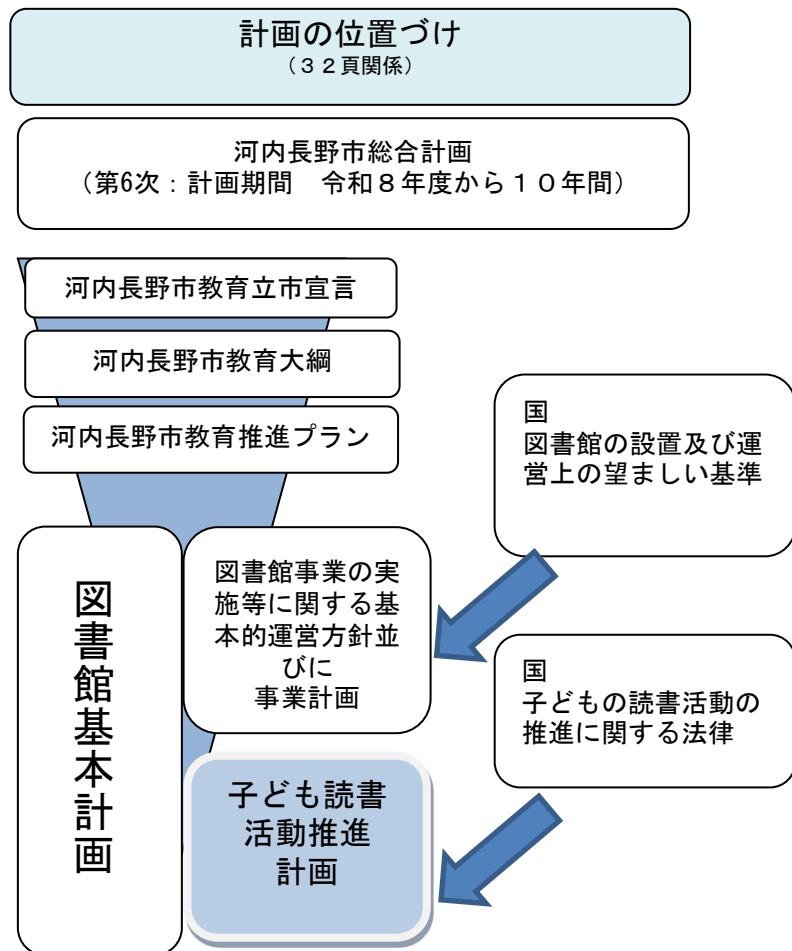 計画の位置づけ
（３２頁関係）
河内長野市総合計画
（第6次：計画期間　令和８年度から１０年間）
河内長野市教育立市宣言
河内長野市教育大綱
河内長野市教育推進プラン
国
図書館の設置及び運
営上の望ましい基準
図書館基本計画
図書館事業の実
施等に関する基
本的運営方針並
びに
事業計画
国
子どもの読書活動の
推進に関する法律
子ども読書
活動推進
計画